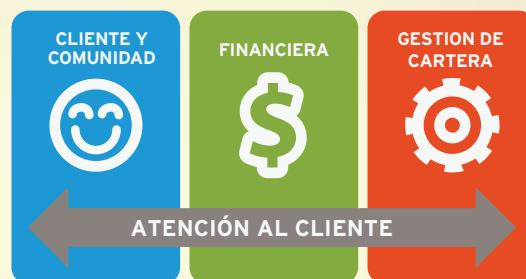 CLIENTE Y
COMUNIDAD
FINANCIERA
GESTION DE
CARTERA
ATENCIÓN AL CLIENTE